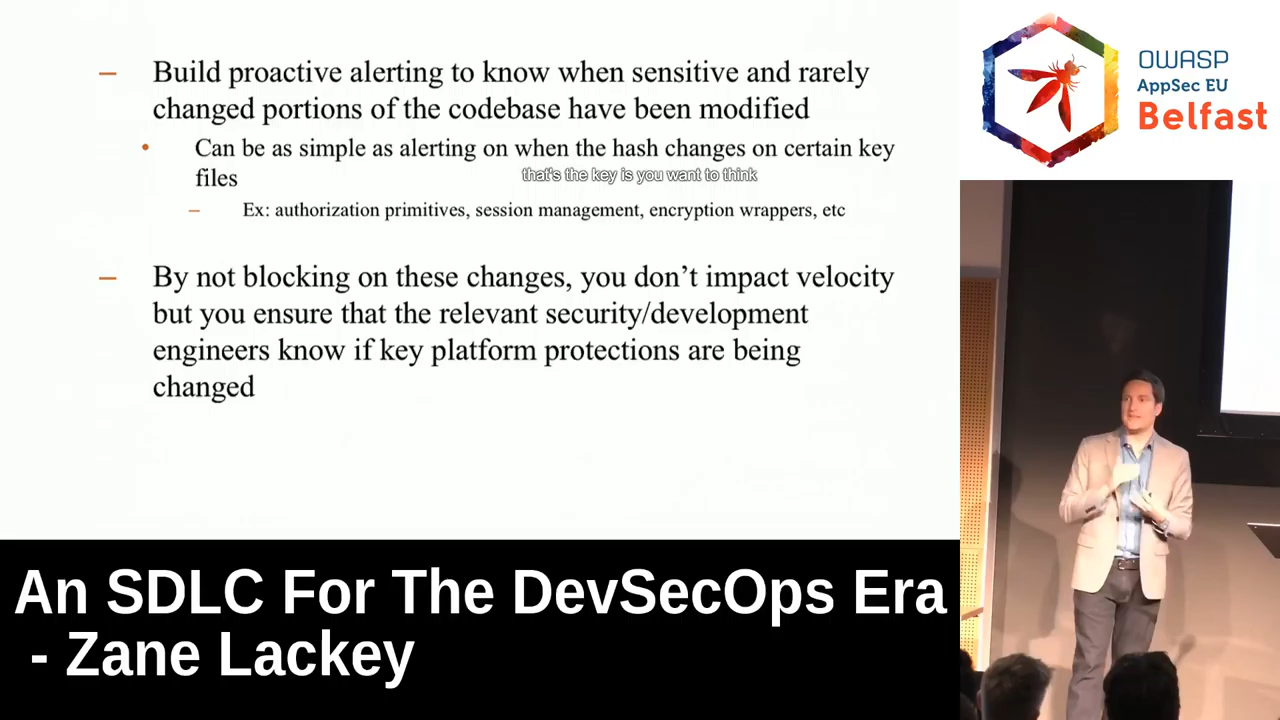 – Build proactive alerting to know when sensitive and rarely
changed portions of the codebase have been modified
• Can be as simple as alerting on when the hash changes on certain key
files
that's the key is you want to think
– Ex: authorization primitives, session management, encryption wrappers, etc
– By not blocking on these changes, you don’t impact velocity
but you ensure that the relevant security/development
engineers know if key platform protections are being
changed
OWASP
AppSec EU
Belfast
An SDLC For The DevSecOps Era
- Zane Lackey